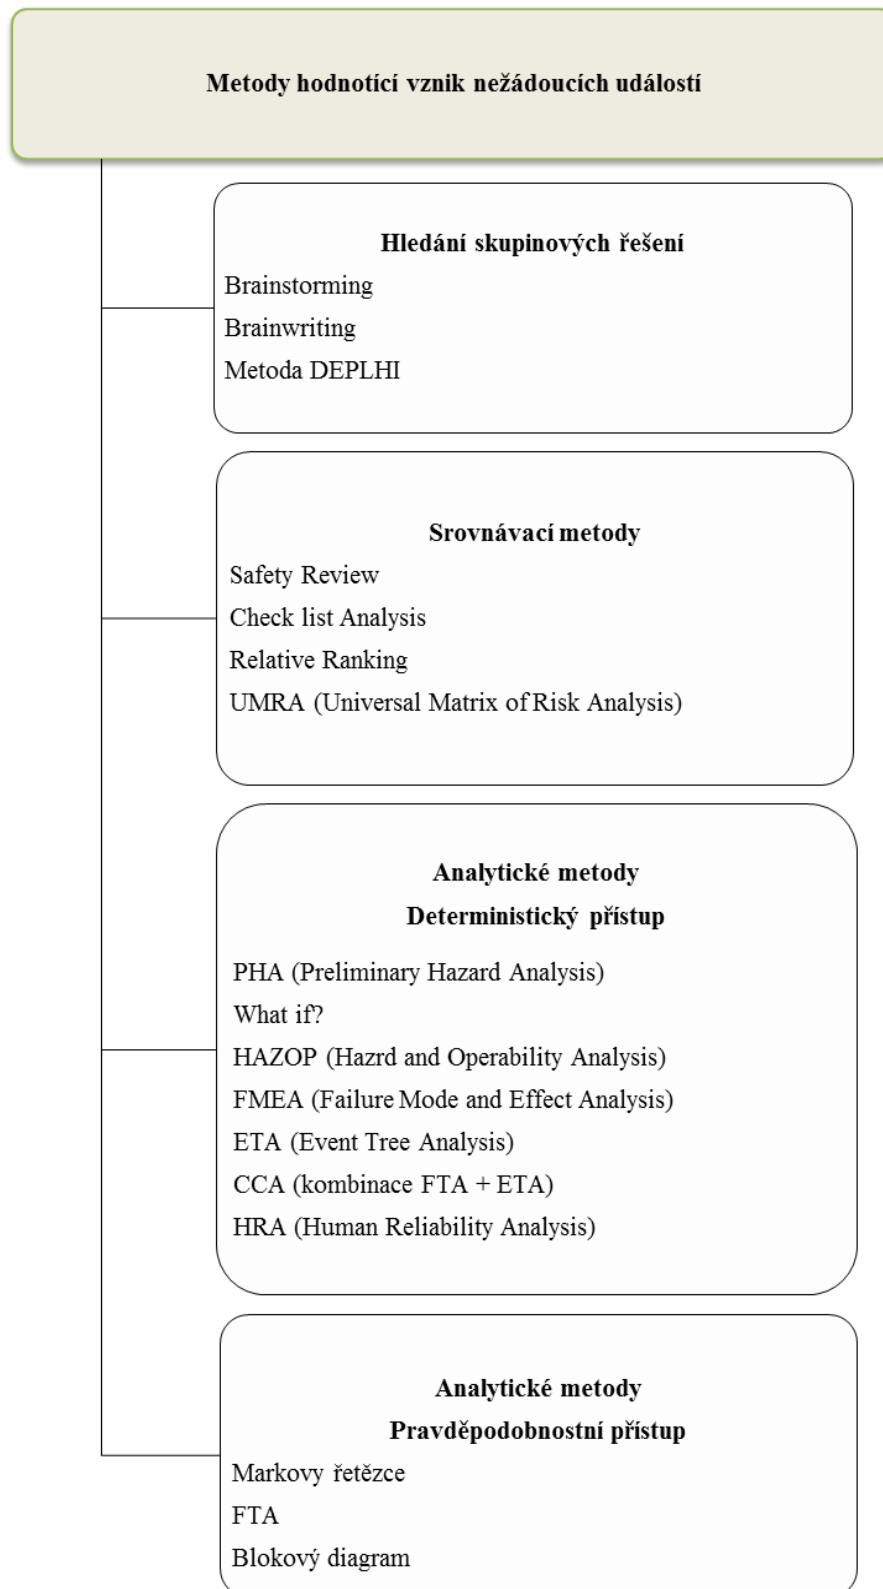 Metody hodnotící vznik nežádoucích událostí
Hledání skupinových řešení
Brainstorming
Brainwriting
Metoda DEPLHI
Srovnávací metody
Safety Review
Check list Analysis
Relative Ranking
UMRA (Universal Matrix of Risk Analysis)
Analytické metody
Deterministický přístup
PHA (Preliminary Hazard Analysis)
What if?
HAZOP (Hazrd and Operability Analysis)
FMEA (Failure Mode and Effect Analysis)
ETA (Event Tree Analysis)
CCA (kombinace FTA + ETA)
HRA (Human Reliability Analysis)
Analytické metody
Pravděpodobnostní přístup
Markovy řetězce
FTA
Blokový diagram